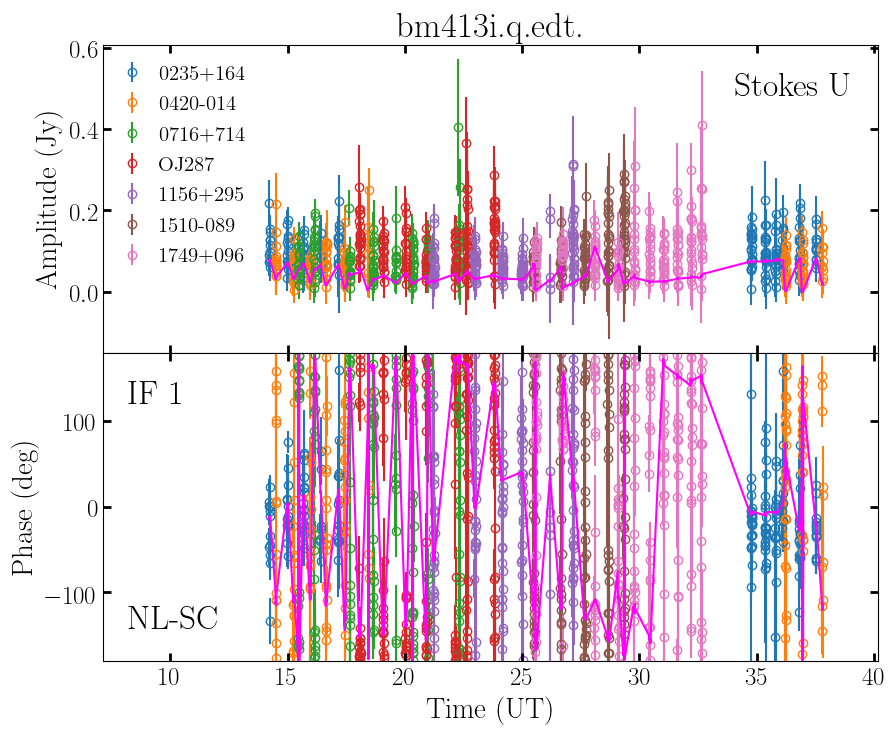 bm413i.q.edt.
0.6
0.4
0.2
0.0
Amplitude (Jy)
0235+164
0420-014
0716+714
OJ287
1156+295
1510-089
1749+096
Stokes U
IF 1
NL-SC
100
0
−100
Phase (deg)
10 15 20 25 30 35 40
Time (UT)